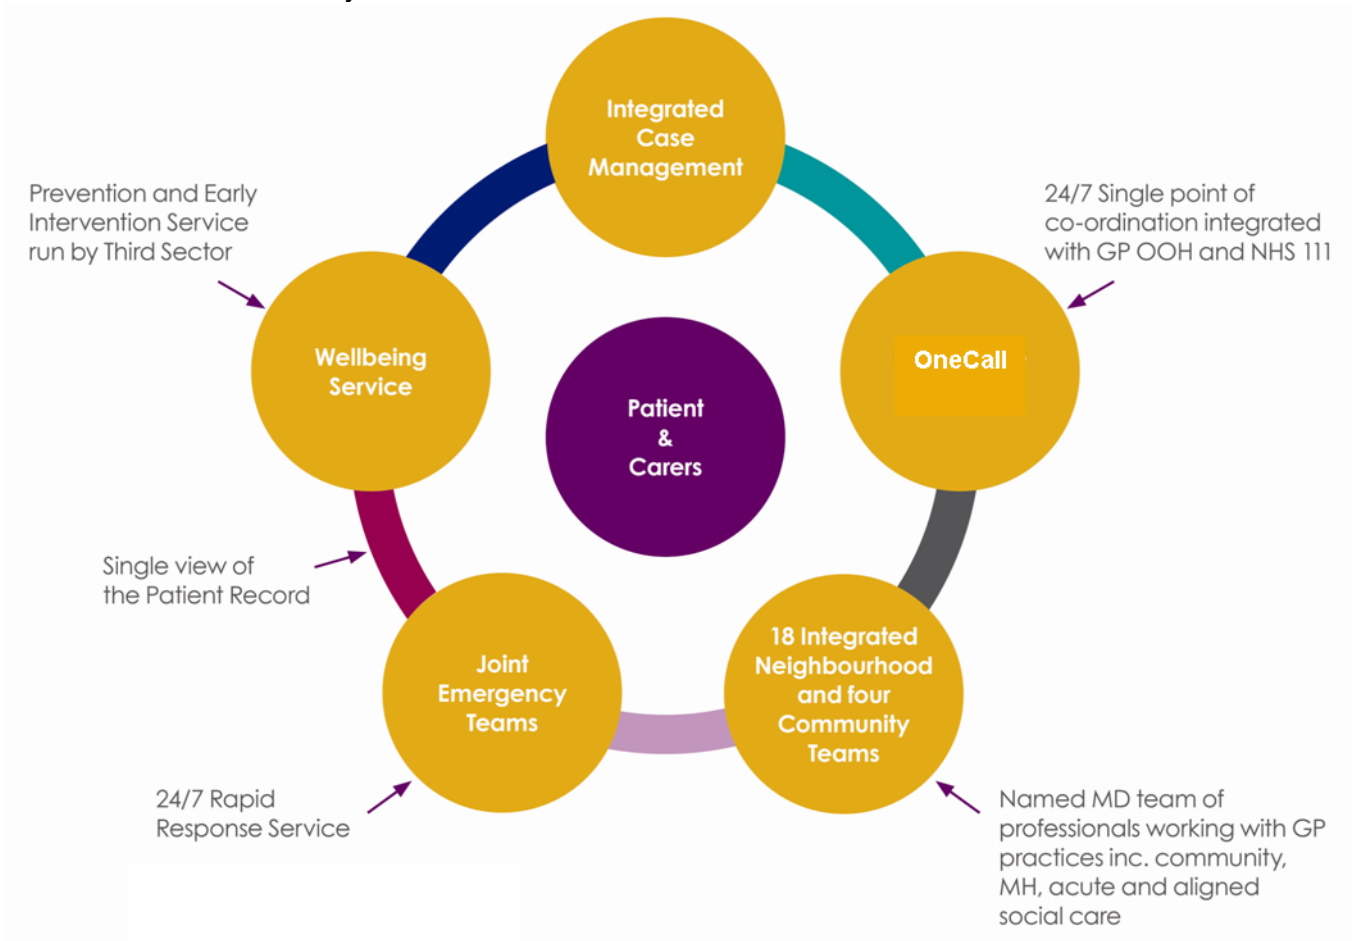 Integrated
Case
Management
Prevention and Early
Intervention Service
run by Third Sector
24/7 Single point of
co-ordination integrated
with GP OOH and NHS 111
Wellbeing
Service
OneCall
Patient
&
Carers
Single view of
the Patient Record
Joint
Emergency
Teams
18 Integrated
Neighbourhood
and four
Community
Teams
24/7 Rapid
Response Service
Named MD team of
professionals working with GP
practices inc. community,
MH, acute and aligned
social care